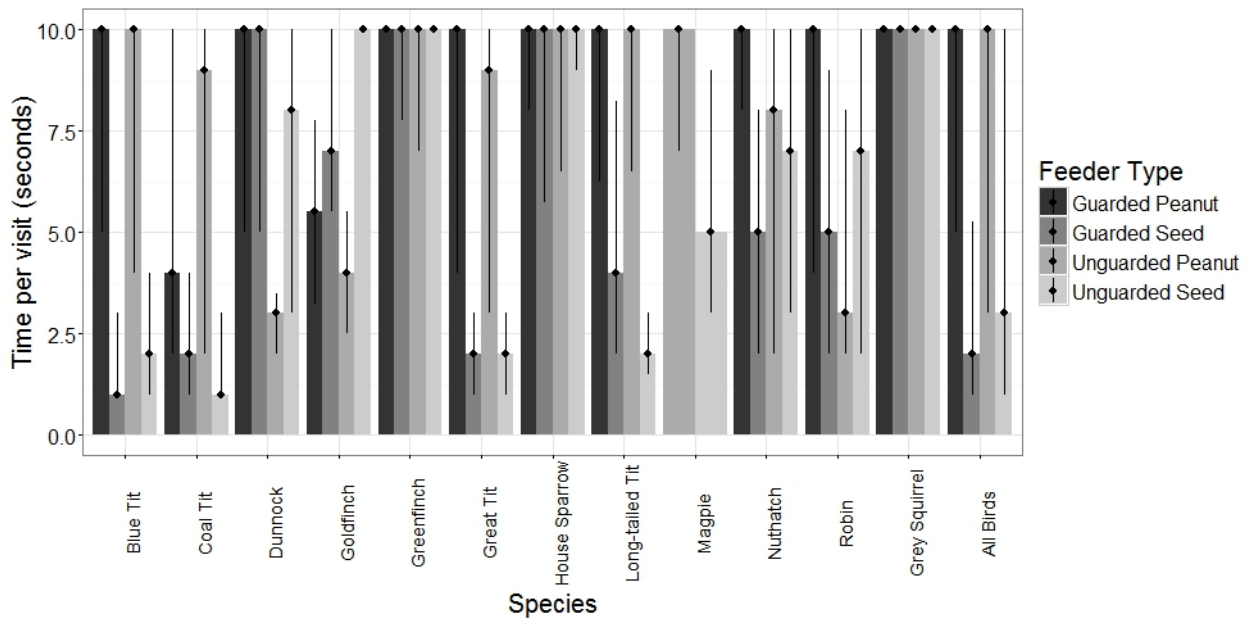 Time per visit (seconds)
10.0
7.5
5.0
2.5
0.0
Blue Tit
Coal Tit
Dunnock
Goldfinch
Greenfinch
Great Tit
House Sparrow
Long-tailed Tit
Magpie
Nuthatch
Robin
Grey Squirrel
All Birds
Species
Feeder Type
Guarded Peanut
Guarded Seed
Unguarded Peanut
Unguarded Seed